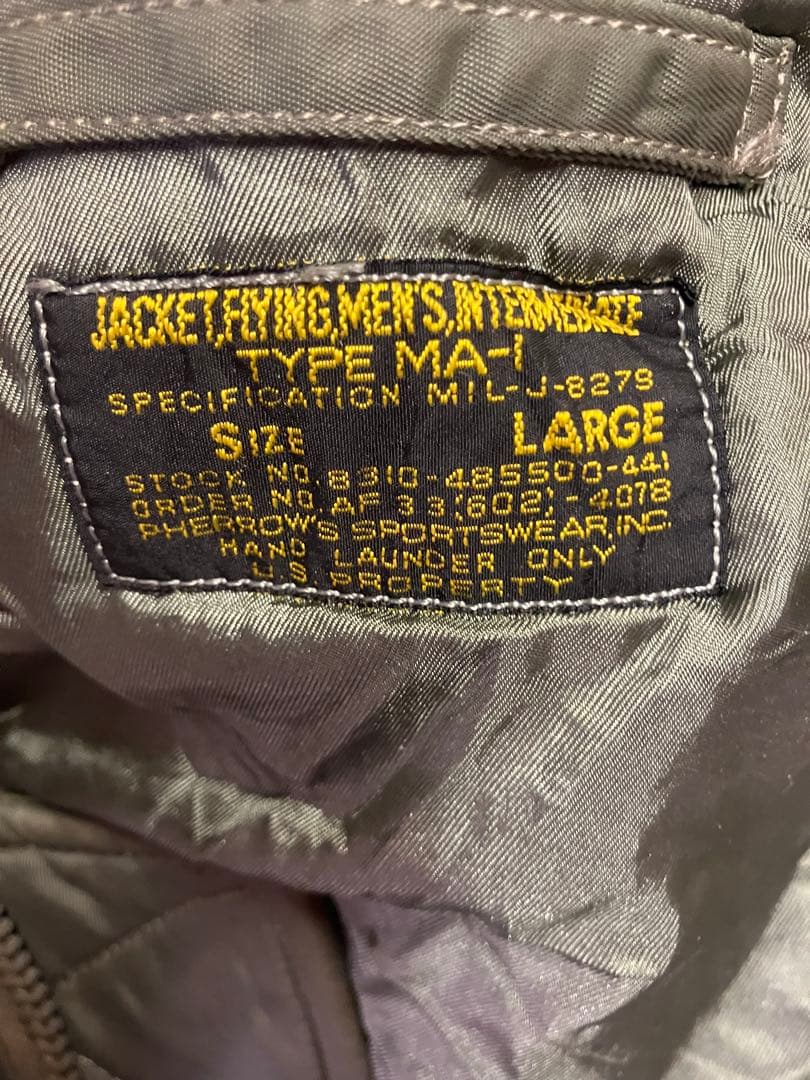 JACKET,FLYING,MEN'S,INTERMEDIATE
TYPE MA-1
SPECIFICATION MIL-J-8279
SIZE LARGE
STOCK NO. 8310-485500-441
ORDER NO. AF 33(602)-4078
PHERROW'S SPORTSWEAR, INC.
HAND LAUNDER ONLY
U.S. PROPERTY